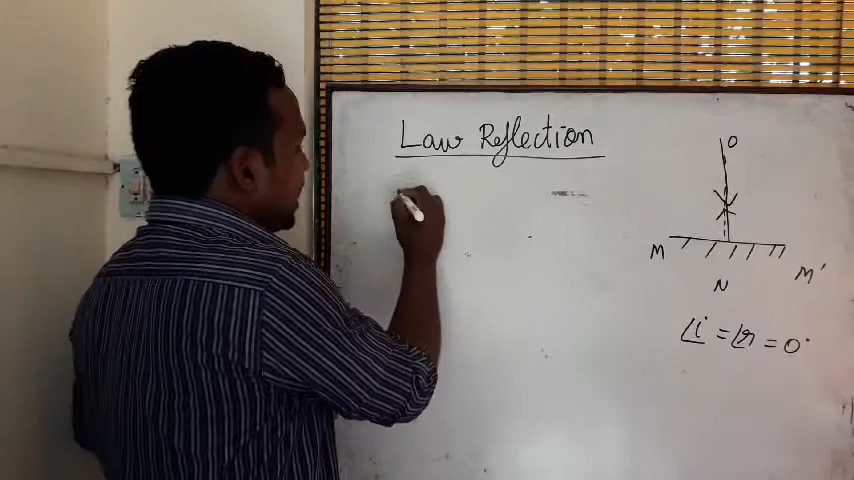 Law Reflection
O
M
M'
N
∠i = ∠r = 0°